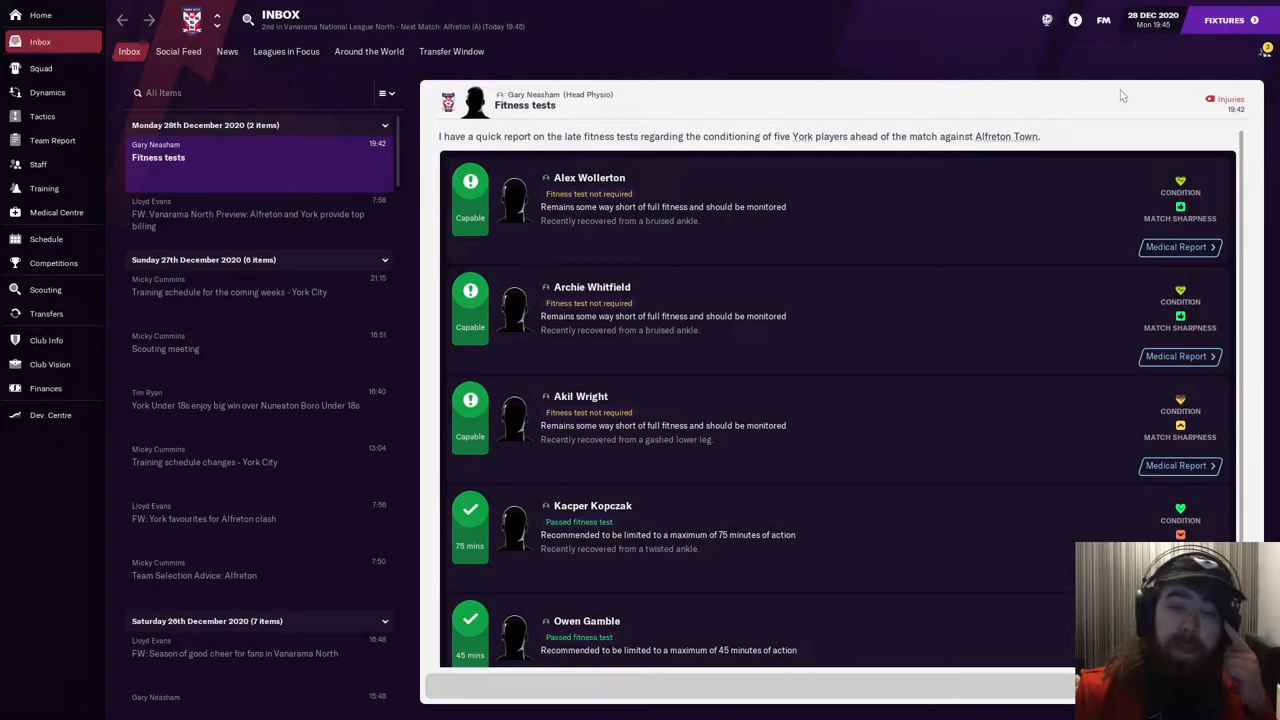 Home
Inbox
Squad
Dynamics
Tactics
Team Report
Staff
Training
Medical Centre
Schedule
Competitions
Scouting
Transfers
Club Info
Club Vision
Finances
Dev. Centre
INBOX
2nd in Vanarama National League North - Next Match: Alfreton (A) (Today 19:45)
FM
28 DEC 2020
Mon 19:45
FIXTURES
3
Inbox
Social Feed
News
Leagues in Focus
Around the World
Transfer Window
All Items
Monday 28th December 2020 (2 items)
Gary Neasham 19:42
Fitness tests
Lloyd Evans 7:58
FW: Vanarama North Preview: Alfreton and York provide top
billing
Sunday 27th December 2020 (6 items)
Micky Cummins 21:15
Training schedule for the coming weeks - York City
Micky Cummins 16:51
Scouting meeting
Tim Ryan 16:40
York Under 18s enjoy big win over Nuneaton Boro Under 18s
Micky Cummins 13:04
Training schedule changes - York City
Lloyd Evans 7:56
FW: York favourites for Alfreton clash
Micky Cummins 7:50
Team Selection Advice: Alfreton
Saturday 26th December 2020 (7 items)
Lloyd Evans 16:48
FW: Season of good cheer for fans in Vanarama North
Gary Neasham 15:48
Gary Neasham (Head Physio)
Fitness tests
Injuries
19:42
I have a quick report on the late fitness tests regarding the conditioning of five York players ahead of the match against Alfreton Town.
Capable
Alex Wollerton
Fitness test not required
Remains some way short of full fitness and should be monitored
Recently recovered from a bruised ankle.
CONDITION
MATCH SHARPNESS
Medical Report
Capable
Archie Whitfield
Fitness test not required
Remains some way short of full fitness and should be monitored
Recently recovered from a bruised ankle.
CONDITION
MATCH SHARPNESS
Medical Report
Capable
Akil Wright
Fitness test not required
Remains some way short of full fitness and should be monitored
Recently recovered from a gashed lower leg.
CONDITION
MATCH SHARPNESS
Medical Report
75 mins
Kacper Kopczak
Passed fitness test
Recommended to be limited to a maximum of 75 minutes of action
Recently recovered from a twisted ankle.
CONDITION
45 mins
Owen Gamble
Passed fitness test
Recommended to be limited to a maximum of 45 minutes of action